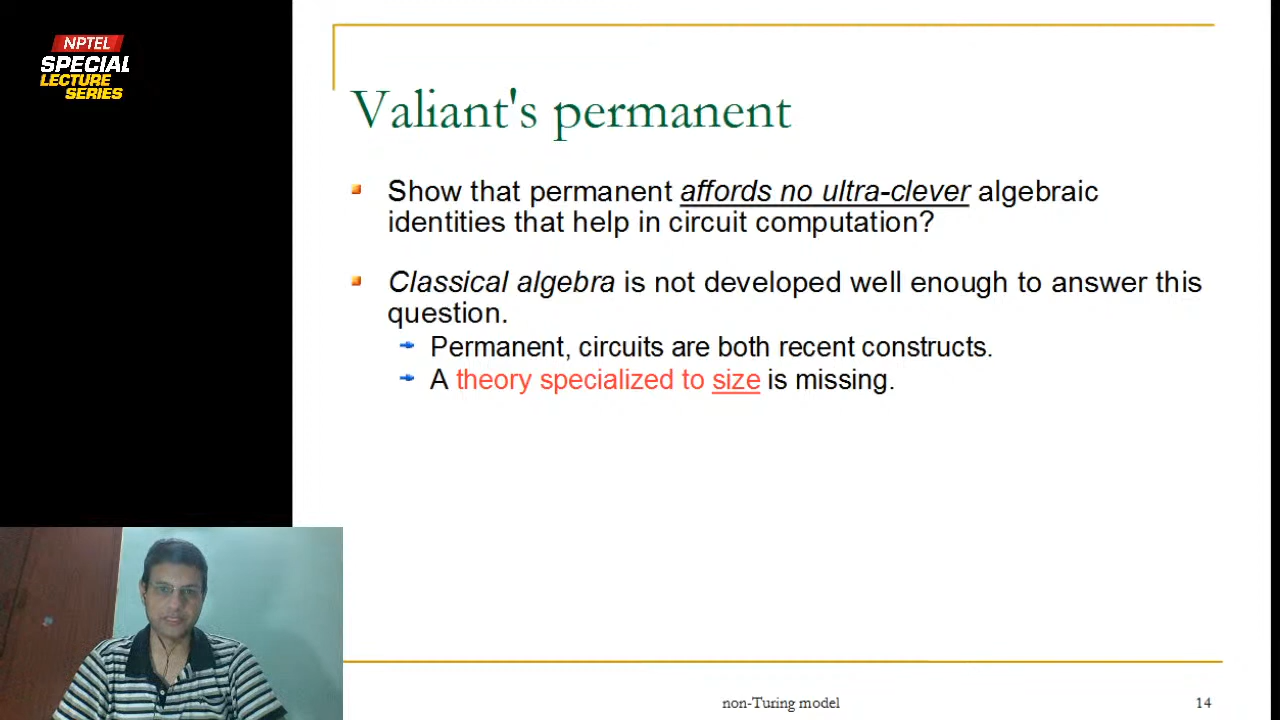 NPTEL
SPECIAL
LECTURE
SERIES
Valiant's permanent
Show that permanent affords no ultra-clever algebraic
identities that help in circuit computation?
Classical algebra is not developed well enough to answer this
question.
Permanent, circuits are both recent constructs.
A theory specialized to size is missing.
non-Turing model
14